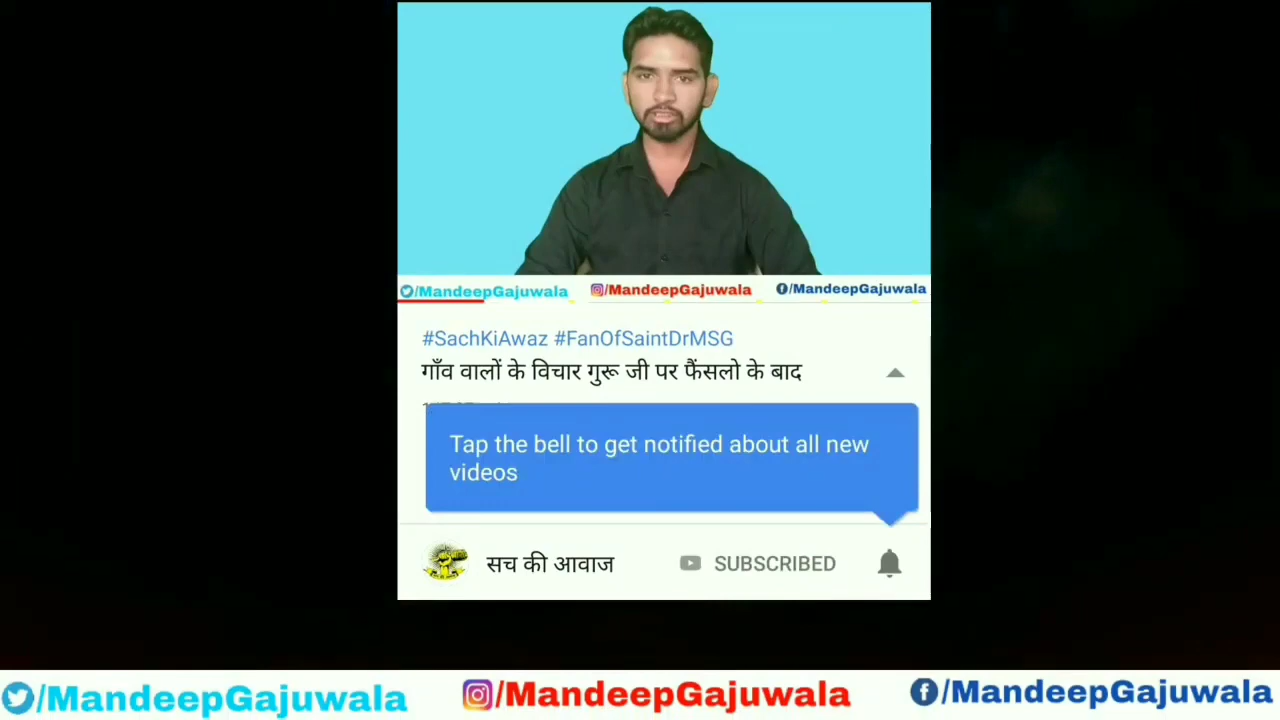 /MandeepGajuwala /MandeepGajuwala /MandeepGajuwala
#SachKiAwaz #FanOfSaintDrMSG
गाँव वालों के विचार गुरू जी पर फैंसलो के बाद
Tap the bell to get notified about all new
videos
सच की आवाज SUBSCRIBED
/MandeepGajuwala /MandeepGajuwala /MandeepGajuwala